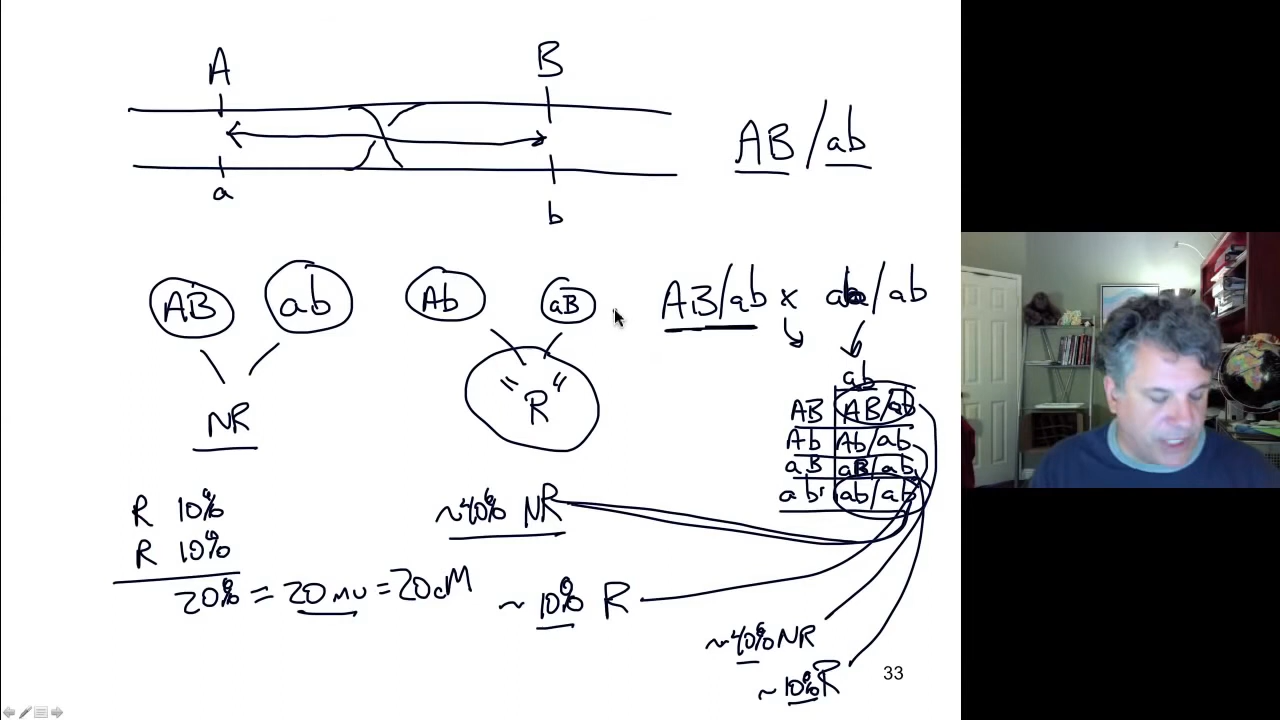 A B
a b
AB / ab
AB ab Ab aB AB/ab x ab/ab
ab
AB AB/ab
Ab Ab/ab
aB aB/ab
ab ab/ab
NR "R"
R 10% ~40% NR
R 10%
20% = 20 mu = 20cM ~ 10% R
~40% NR
~ 10% R
33